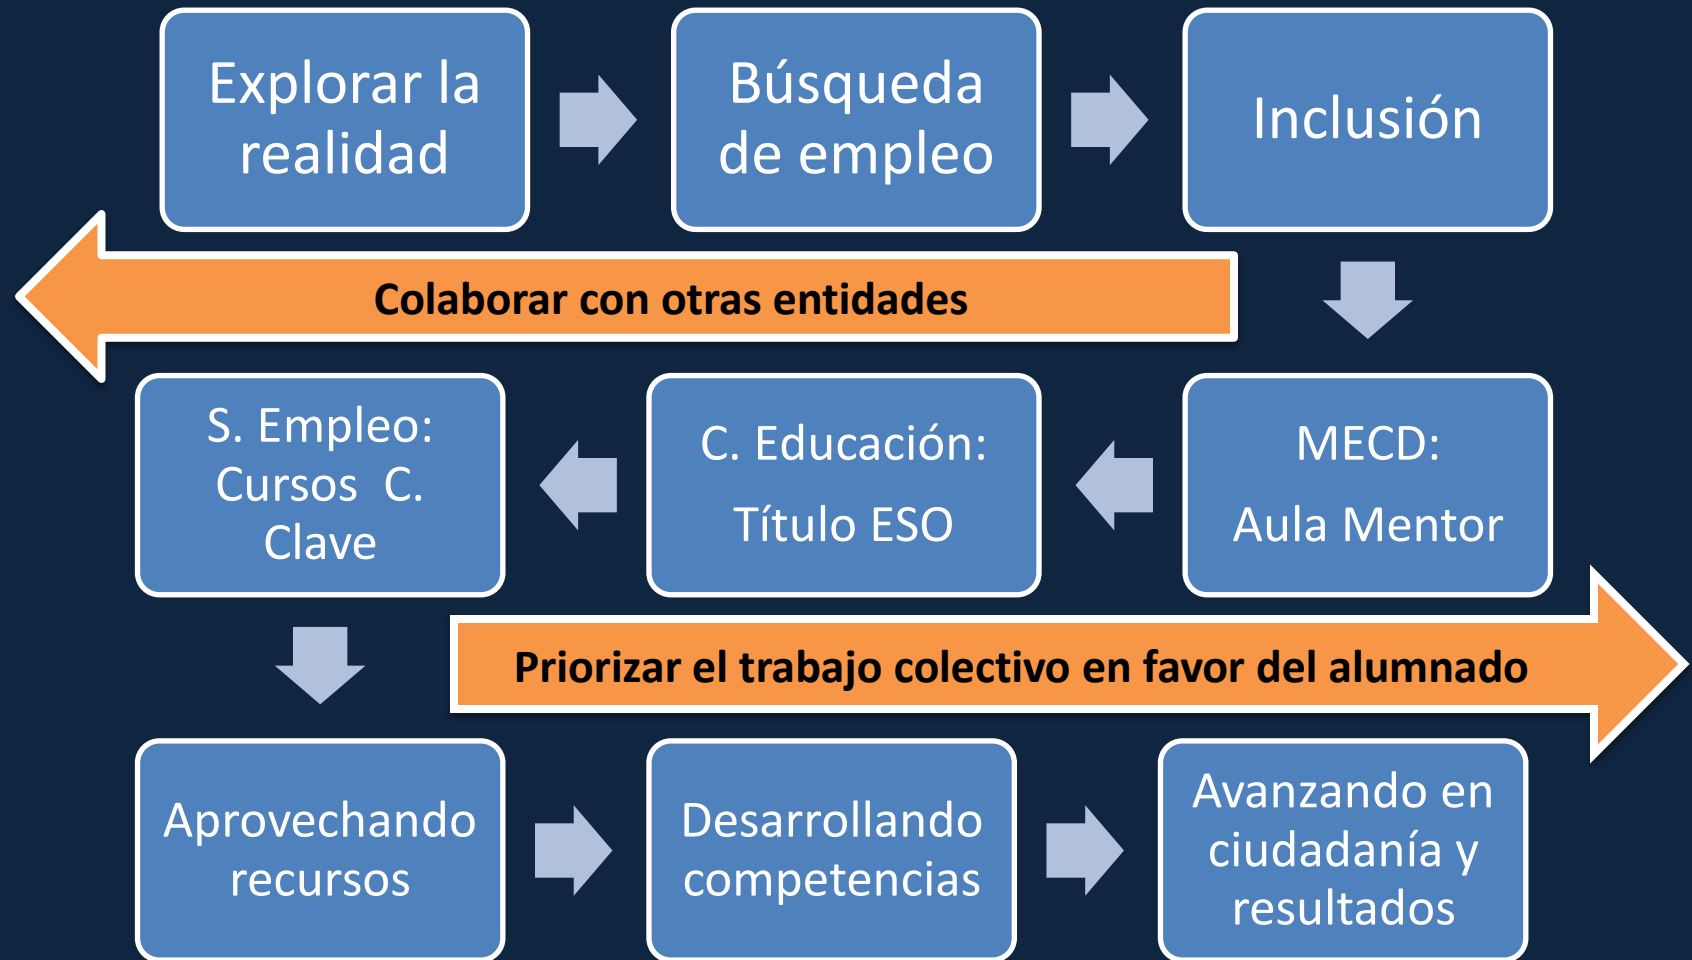 Explorar la
realidad
Búsqueda
de empleo
Inclusión
Colaborar con otras entidades
MECD:
Aula Mentor
C. Educación:
Título ESO
S. Empleo:
Cursos C.
Clave
Priorizar el trabajo colectivo en favor del alumnado
Aprovechando
recursos
Desarrollando
competencias
Avanzando en
ciudadanía y
resultados